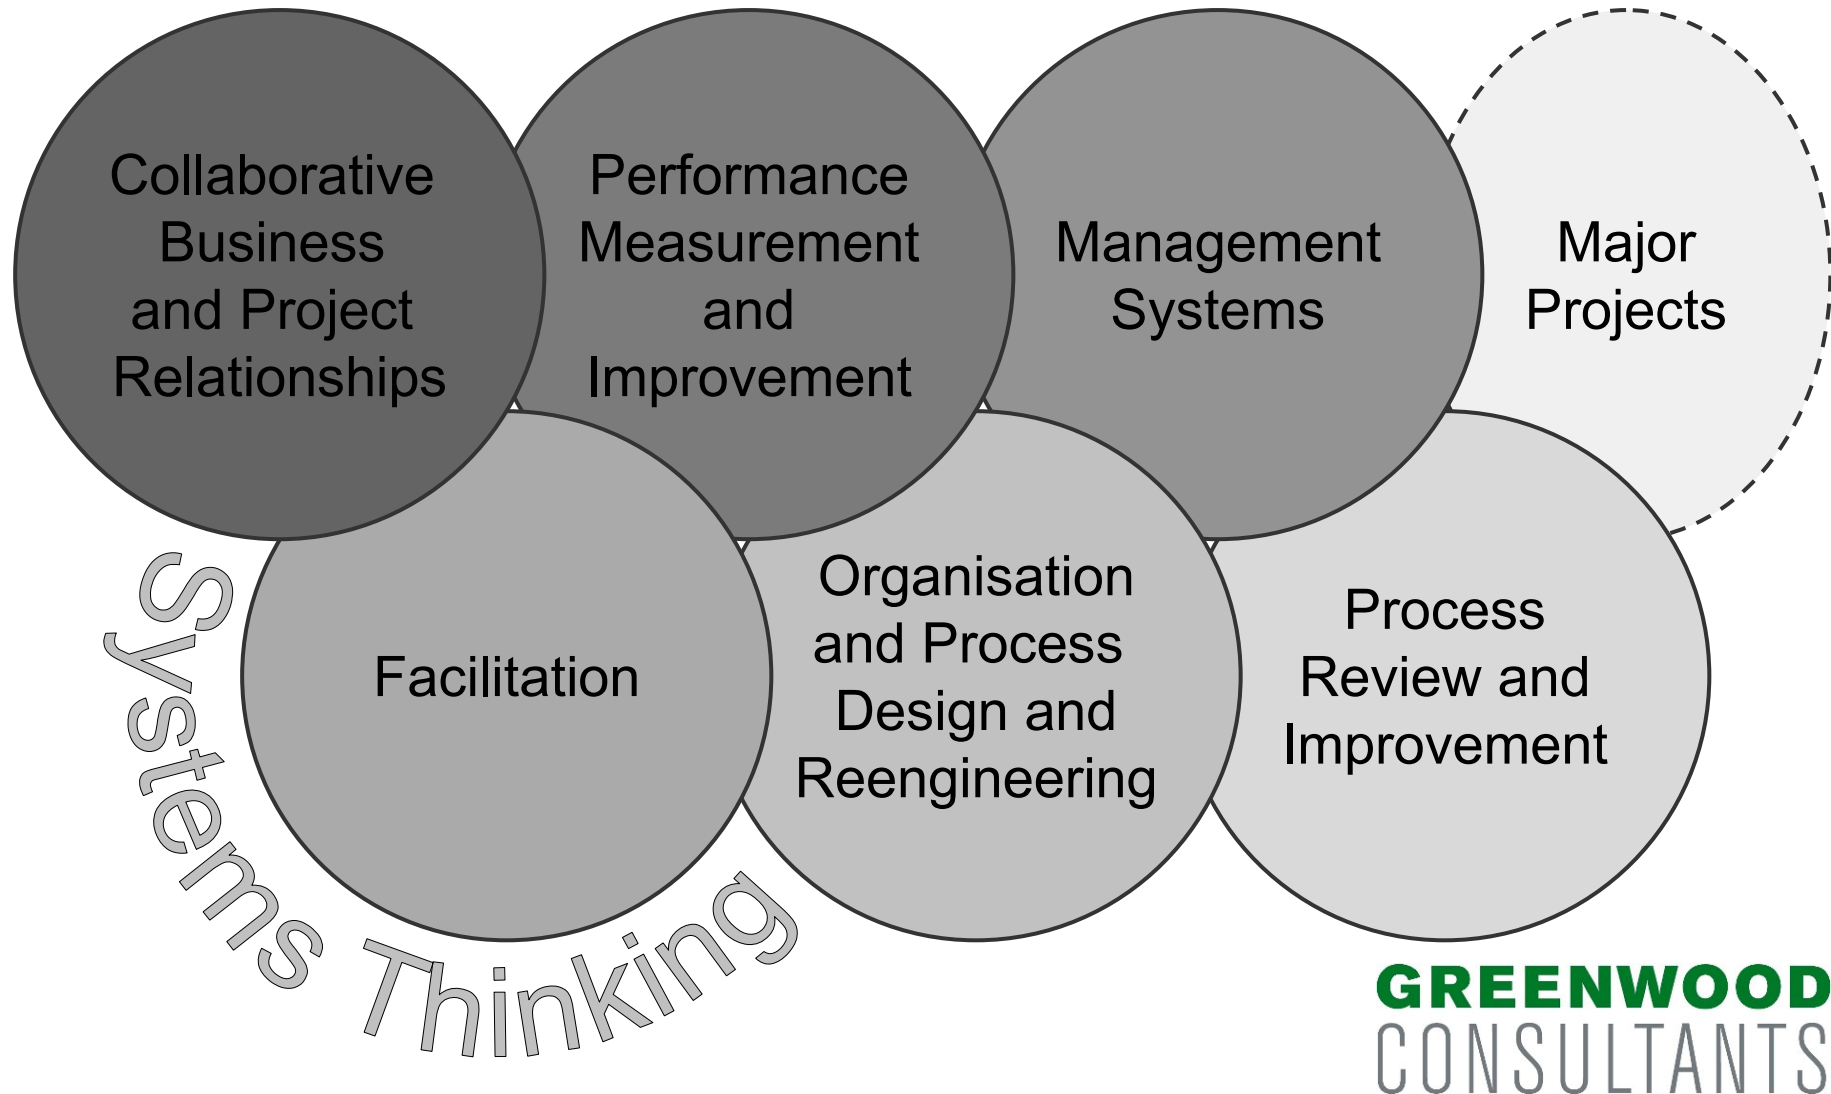 Collaborative
Business
and Project
Relationships
Performance
Measurement
and
Improvement
Management
Systems
Major
Projects
Facilitation
Organisation
and Process
Design and
Reengineering
Process
Review and
Improvement
Systems Thinking
GREENWOOD
CONSULTANTS